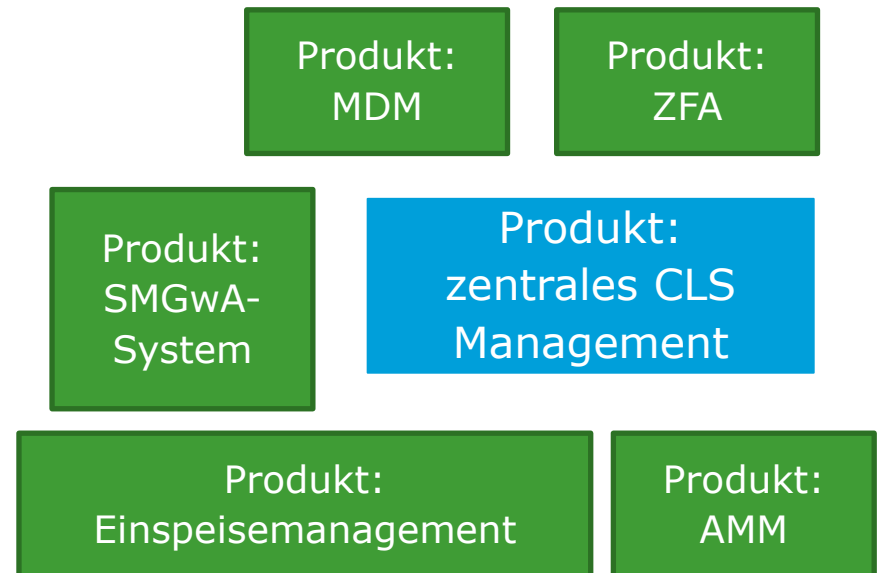 Produkt:
MDM
Produkt:
ZFA
Produkt:
SMGwA-
System
Produkt:
zentrales CLS
Management
Produkt:
Einspeisemanagement
Produkt:
AMM